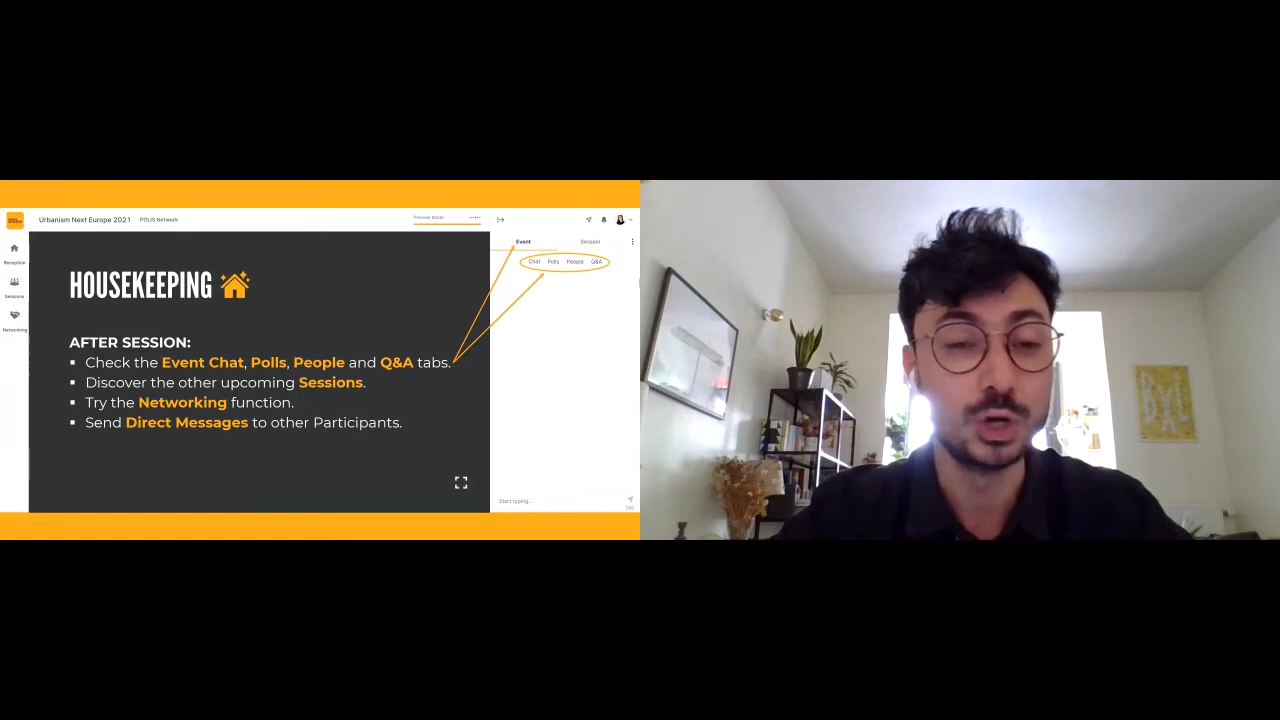 Urbanism Next Europe 2021
POLIS Network
Preview Mode
--:--
Event
Session
Reception
Chat
Polls
People
Q&A
Sessions
Networking
HOUSEKEEPING
AFTER SESSION:
▪ Check the Event Chat, Polls, People and Q&A tabs.
▪ Discover the other upcoming Sessions.
▪ Try the Networking function.
▪ Send Direct Messages to other Participants.
Start typing...